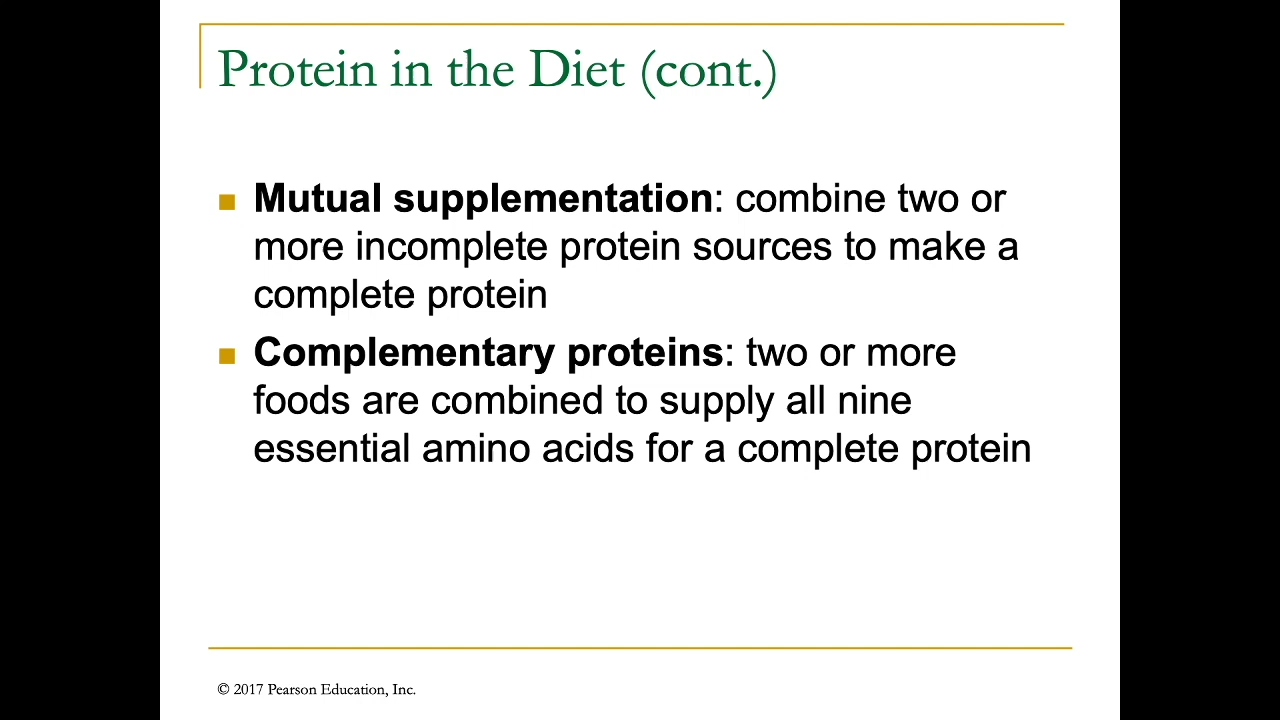 Protein in the Diet (cont.)
Mutual supplementation: combine two or
more incomplete protein sources to make a
complete protein
Complementary proteins: two or more
foods are combined to supply all nine
essential amino acids for a complete protein
© 2017 Pearson Education, Inc.